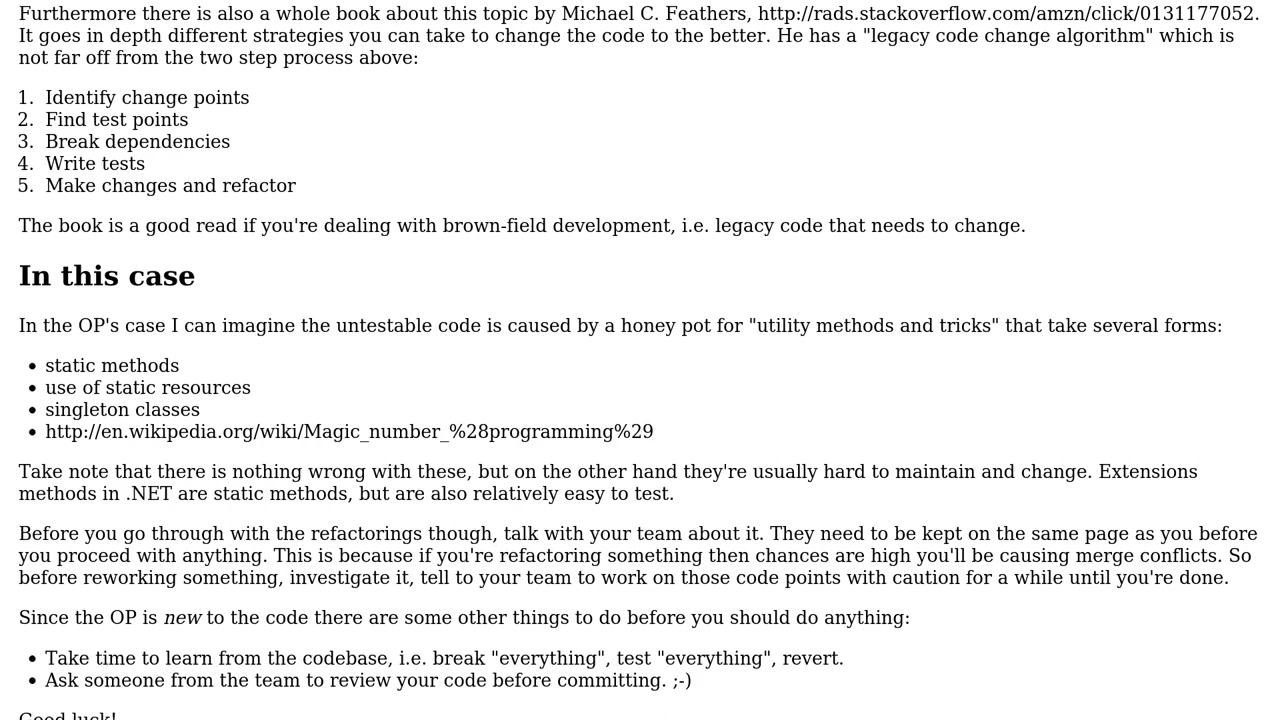 Furthermore there is also a whole book about this topic by Michael C. Feathers, http://rads.stackoverflow.com/amzn/click/0131177052.
It goes in depth different strategies you can take to change the code to the better. He has a "legacy code change algorithm" which is
not far off from the two step process above:
1. Identify change points
2. Find test points
3. Break dependencies
4. Write tests
5. Make changes and refactor
The book is a good read if you're dealing with brown-field development, i.e. legacy code that needs to change.
In this case
In the OP's case I can imagine the untestable code is caused by a honey pot for "utility methods and tricks" that take several forms:
• static methods
• use of static resources
• singleton classes
• http://en.wikipedia.org/wiki/Magic_number_%28programming%29
Take note that there is nothing wrong with these, but on the other hand they're usually hard to maintain and change. Extensions
methods in .NET are static methods, but are also relatively easy to test.
Before you go through with the refactorings though, talk with your team about it. They need to be kept on the same page as you before
you proceed with anything. This is because if you're refactoring something then chances are high you'll be causing merge conflicts. So
before reworking something, investigate it, tell to your team to work on those code points with caution for a while until you're done.
Since the OP is new to the code there are some other things to do before you should do anything:
• Take time to learn from the codebase, i.e. break "everything", test "everything", revert.
• Ask someone from the team to review your code before committing. ;-)
Good luck!